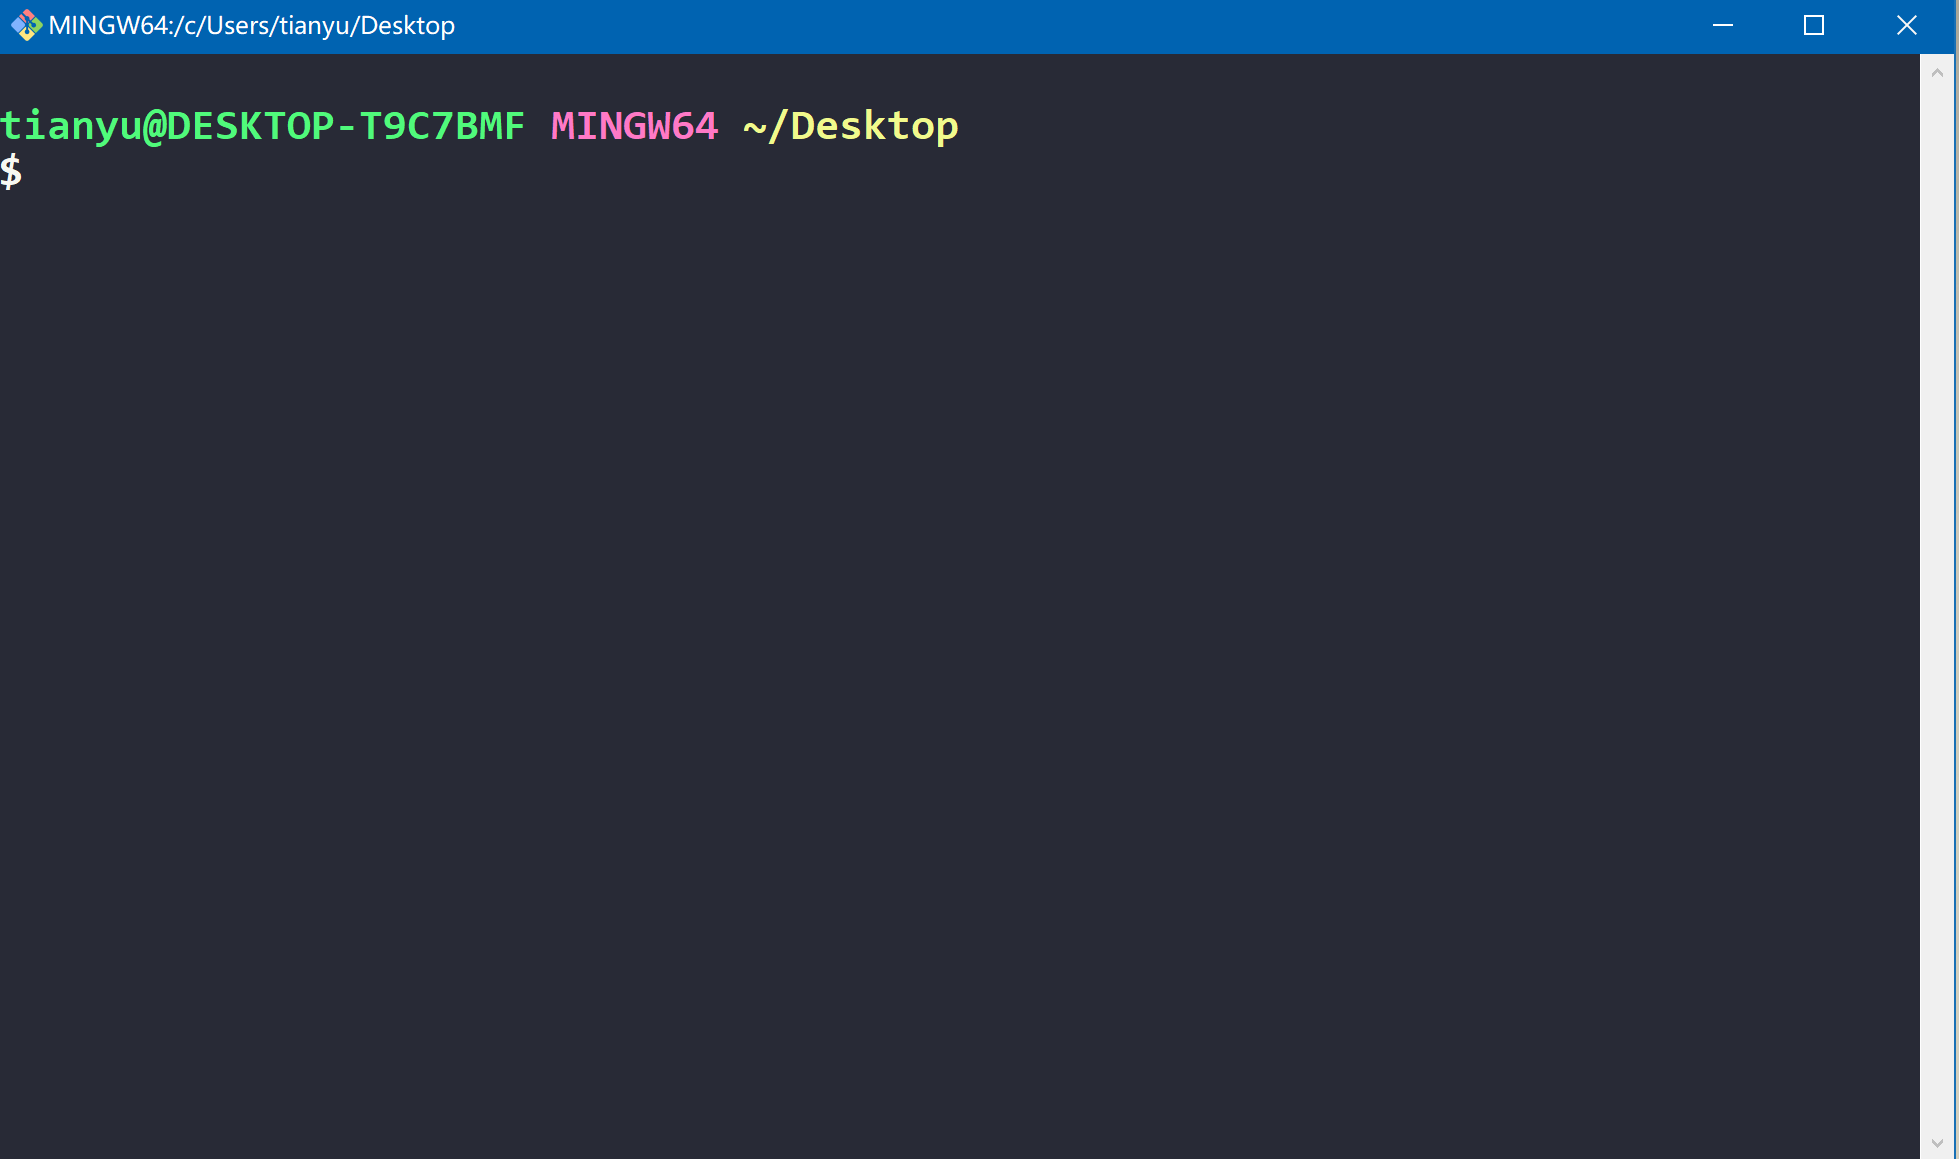 MINGW64:/c/Users/tianyu/Desktop
tianyu@DESKTOP-T9C7BMF MINGW64 ~/Desktop
$